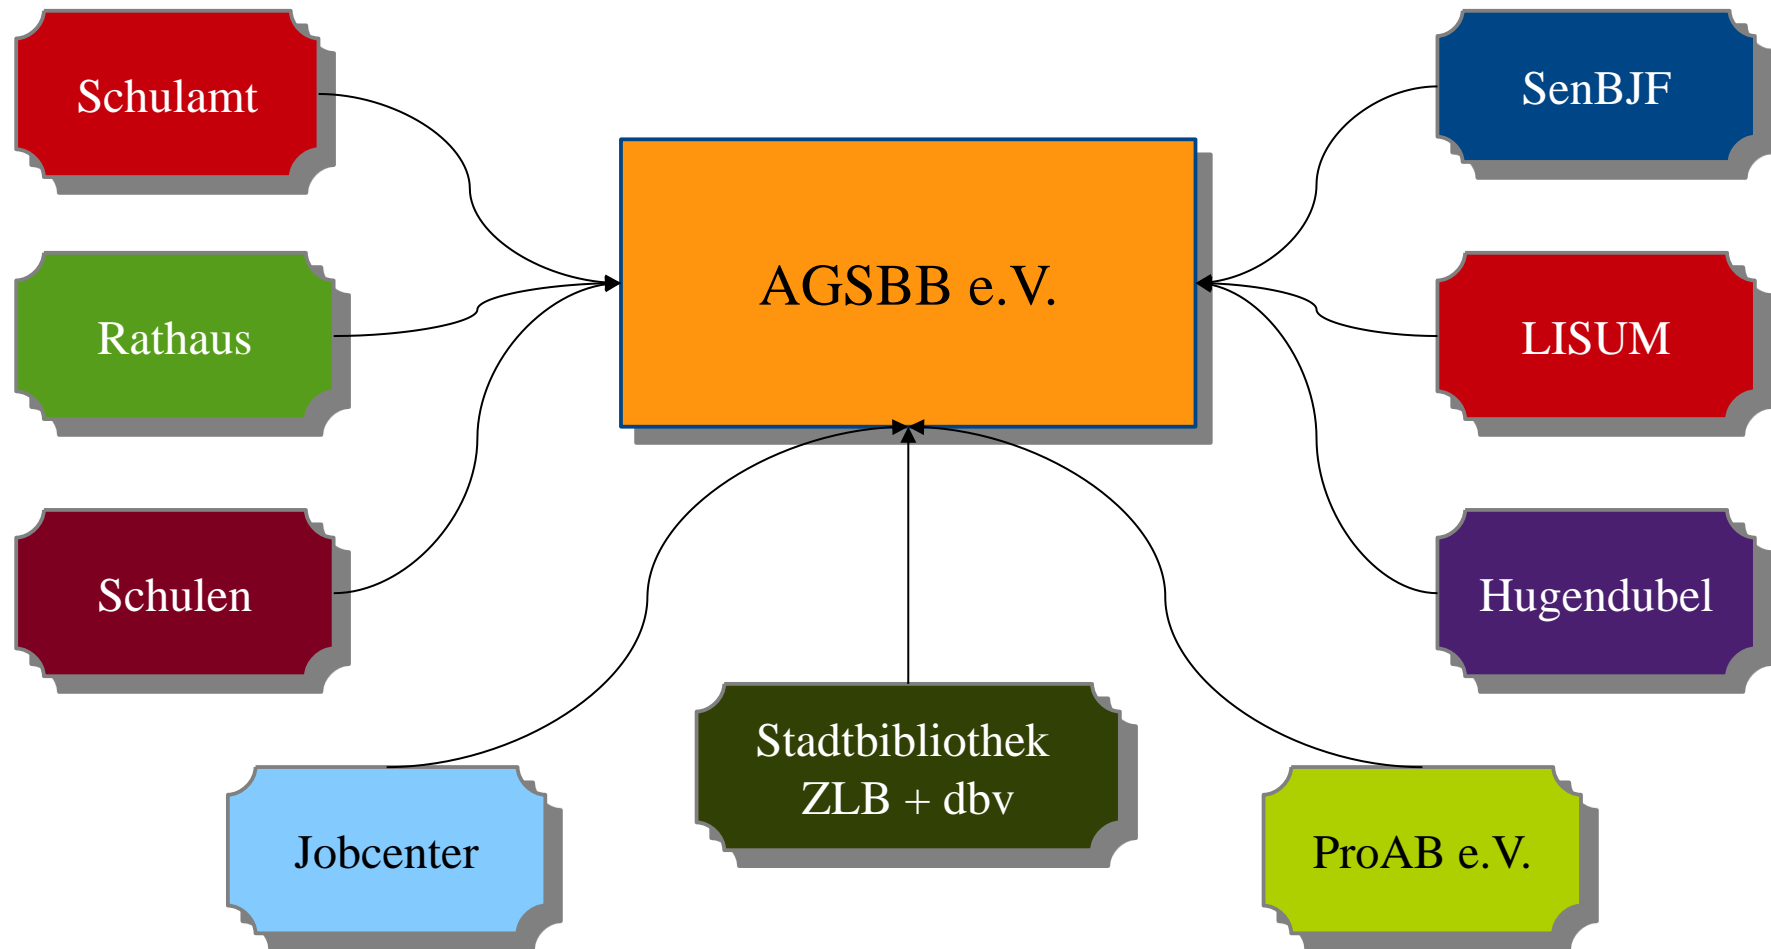 Schulamt
SenBJF
AGSBB e.V.
Rathaus
LISUM
Schulen
Hugendubel
Stadtbibliothek
ZLB + dbv
Jobcenter
ProAB e.V.